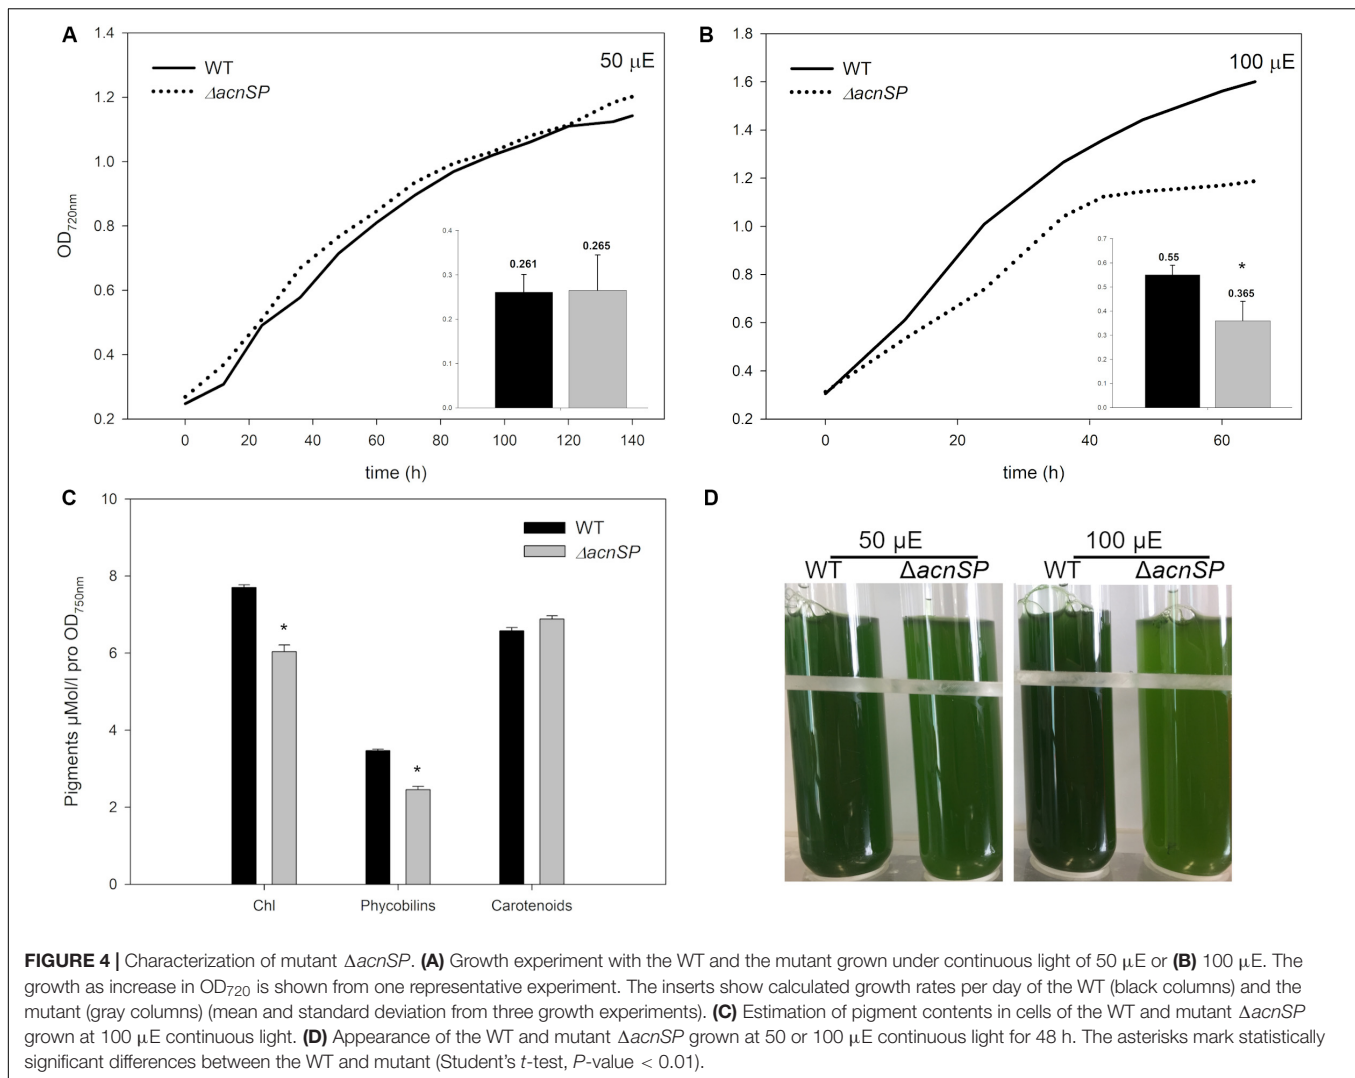 A
1.4
1.2
1.0
0.8
0.6
0.4
0.2
OD720nm
WT
ΔacnSP
50 µE
0.4
0.3
0.2
0.1
0.0
0.261
0.265
0 20 40 60 80 100 120 140
time (h)
B
1.8
1.6
1.4
1.2
1.0
0.8
0.6
0.4
0.2
WT
ΔacnSP
100 µE
0.7
0.6
0.5
0.4
0.3
0.2
0.1
0.0
0.55
*
0.365
0 20 40 60
time (h)
C
10
8
6
4
2
0
Pigments µMol/l pro OD750nm
WT
ΔacnSP
*
*
Chl Phycobilins Carotenoids
D
50 µE
WT ΔacnSP
100 µE
WT ΔacnSP
FIGURE 4 | Characterization of mutant ΔacnSP. (A) Growth experiment with the WT and the mutant grown under continuous light of 50 µE or (B) 100 µE. The
growth as increase in OD720 is shown from one representative experiment. The inserts show calculated growth rates per day of the WT (black columns) and the
mutant (gray columns) (mean and standard deviation from three growth experiments). (C) Estimation of pigment contents in cells of the WT and mutant ΔacnSP
grown at 100 µE continuous light. (D) Appearance of the WT and mutant ΔacnSP grown at 50 or 100 µE continuous light for 48 h. The asterisks mark statistically
significant differences between the WT and mutant (Student's t-test, P-value < 0.01).